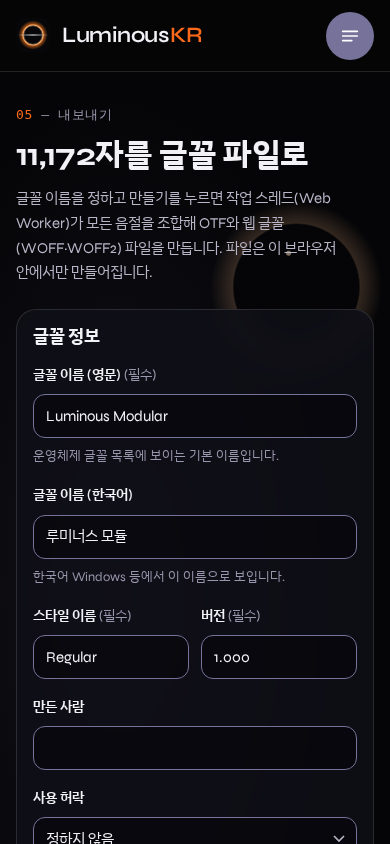 LuminousKR
05 — 내보내기
11,172자를 글꼴 파일로
글꼴 이름을 정하고 만들기를 누르면 작업 스레드(Web
Worker)가 모든 음절을 조합해 OTF와 웹 글꼴
(WOFF·WOFF2) 파일을 만듭니다. 파일은 이 브라우저
안에서만 만들어집니다.
글꼴 정보
글꼴 이름 (영문) (필수)
Luminous Modular
운영체제 글꼴 목록에 보이는 기본 이름입니다.
글꼴 이름 (한국어)
루미너스 모듈
한국어 Windows 등에서 이 이름으로 보입니다.
스타일 이름 (필수) 버전 (필수)
Regular 1.000
만든 사람
사용 허락
정하지 않음